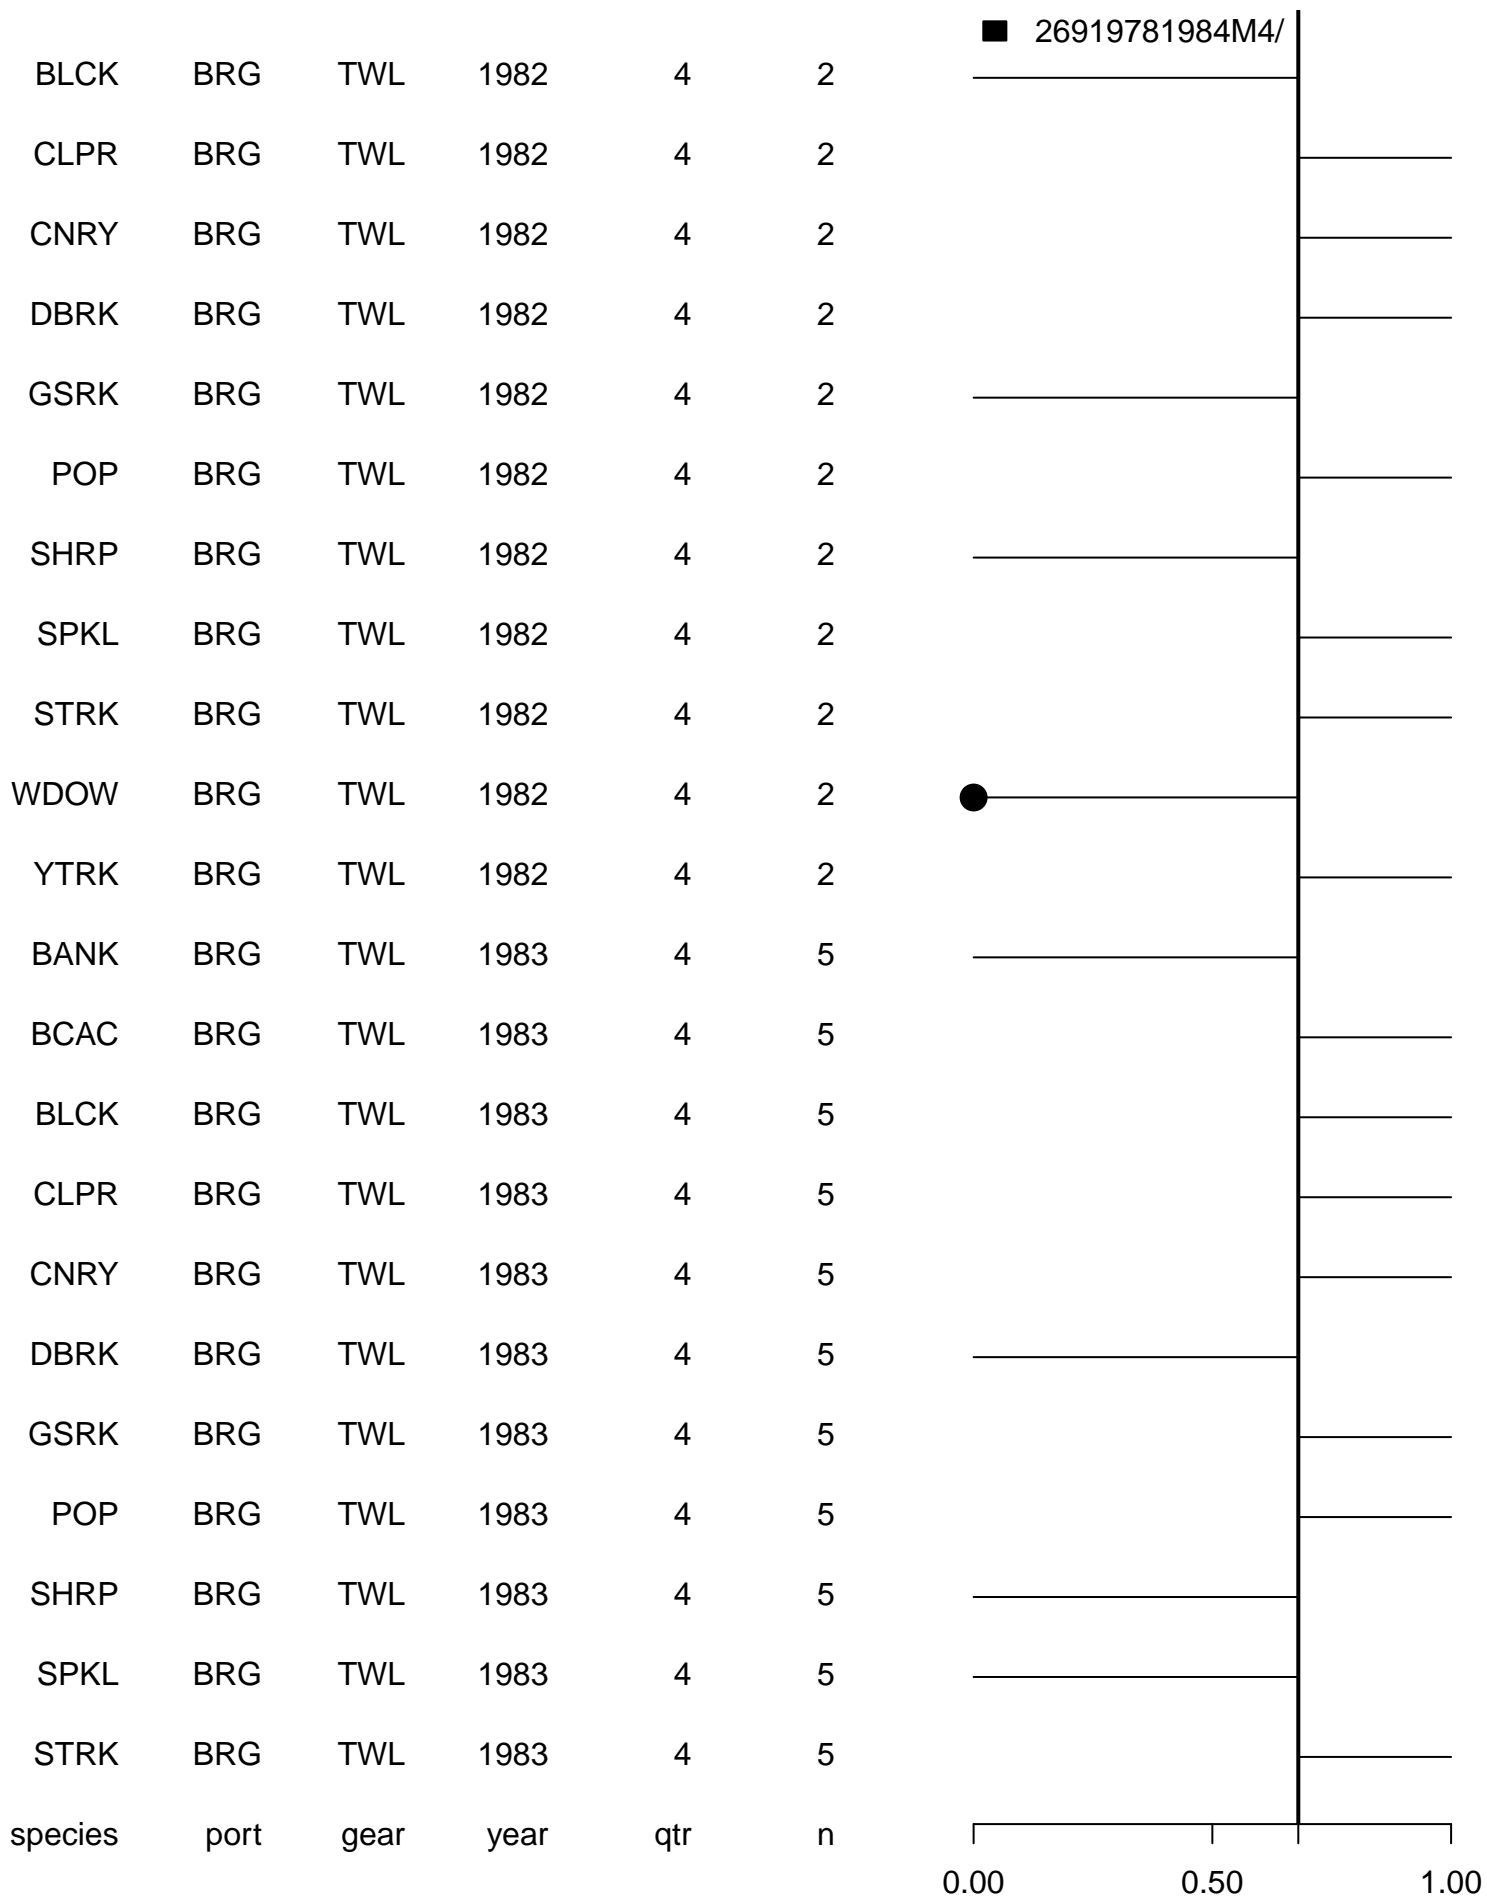 26919781984M4/
BLCK BRG TWL 1982 4 2
CLPR BRG TWL 1982 4 2
CNRY BRG TWL 1982 4 2
DBRK BRG TWL 1982 4 2
GSRK BRG TWL 1982 4 2
POP BRG TWL 1982 4 2
SHRP BRG TWL 1982 4 2
SPKL BRG TWL 1982 4 2
STRK BRG TWL 1982 4 2
WDOW BRG TWL 1982 4 2
YTRK BRG TWL 1982 4 2
BANK BRG TWL 1983 4 5
BCAC BRG TWL 1983 4 5
BLCK BRG TWL 1983 4 5
CLPR BRG TWL 1983 4 5
CNRY BRG TWL 1983 4 5
DBRK BRG TWL 1983 4 5
GSRK BRG TWL 1983 4 5
POP BRG TWL 1983 4 5
SHRP BRG TWL 1983 4 5
SPKL BRG TWL 1983 4 5
STRK BRG TWL 1983 4 5
species port gear year qtr n
0.00 0.50 1.00